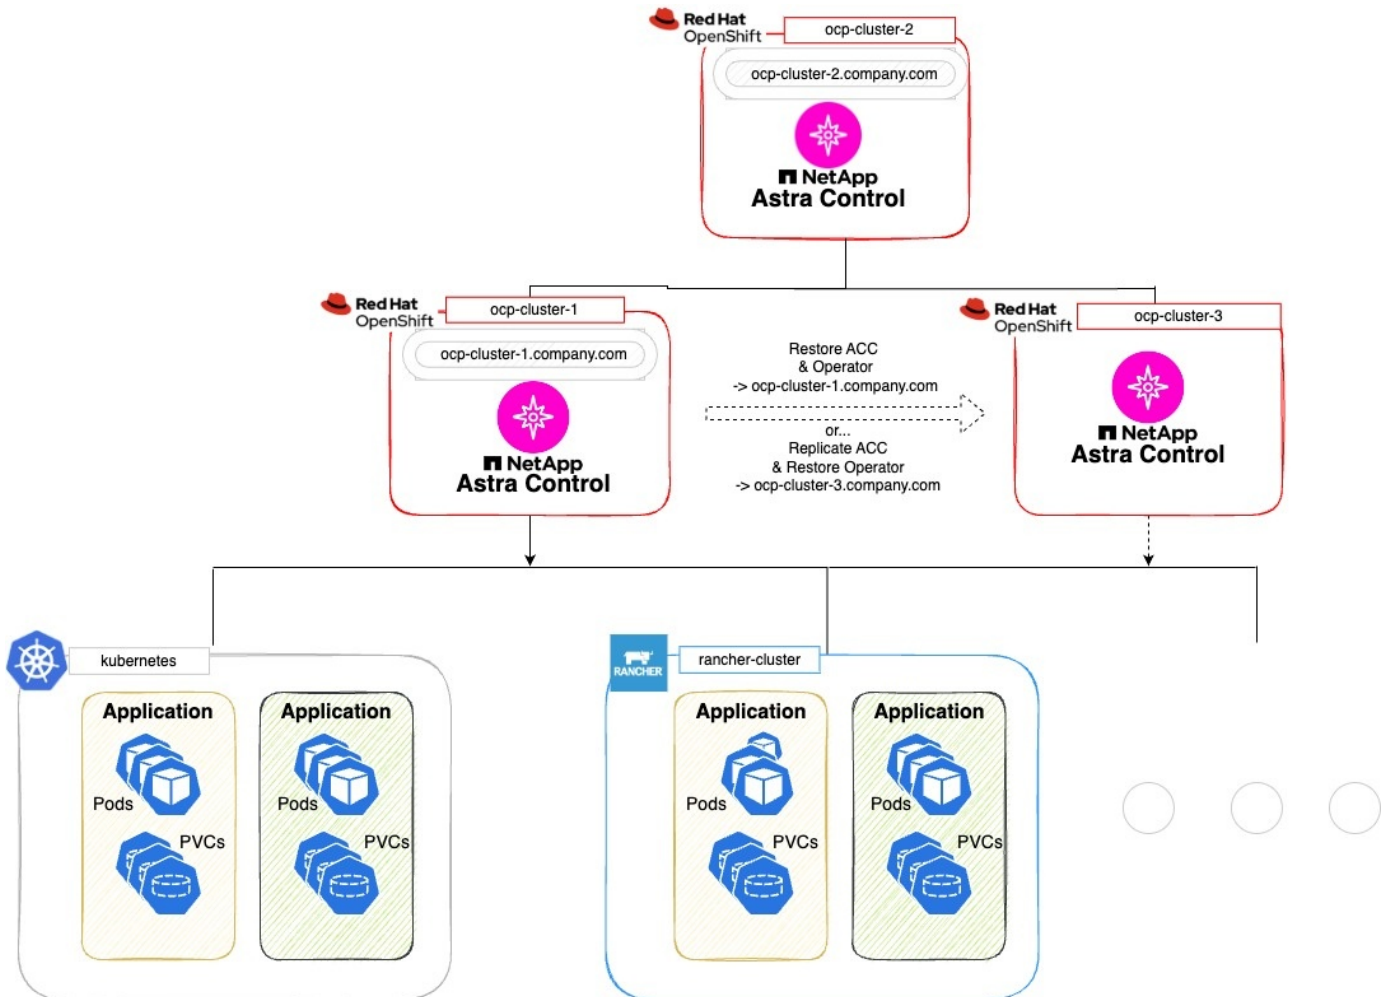 Red Hat
OpenShift
ocp-cluster-2
ocp-cluster-2.company.com
NetApp
Astra Control
Red Hat
OpenShift
ocp-cluster-1
ocp-cluster-1.company.com
NetApp
Astra Control
Restore ACC
& Operator
-> ocp-cluster-1.company.com
or...
Replicate ACC
& Restore Operator
-> ocp-cluster-3.company.com
Red Hat
OpenShift
ocp-cluster-3
NetApp
Astra Control
kubernetes
Application
Pods
PVCs
Application
Pods
PVCs
RANCHER
rancher-cluster
Application
Pods
PVCs
Application
Pods
PVCs